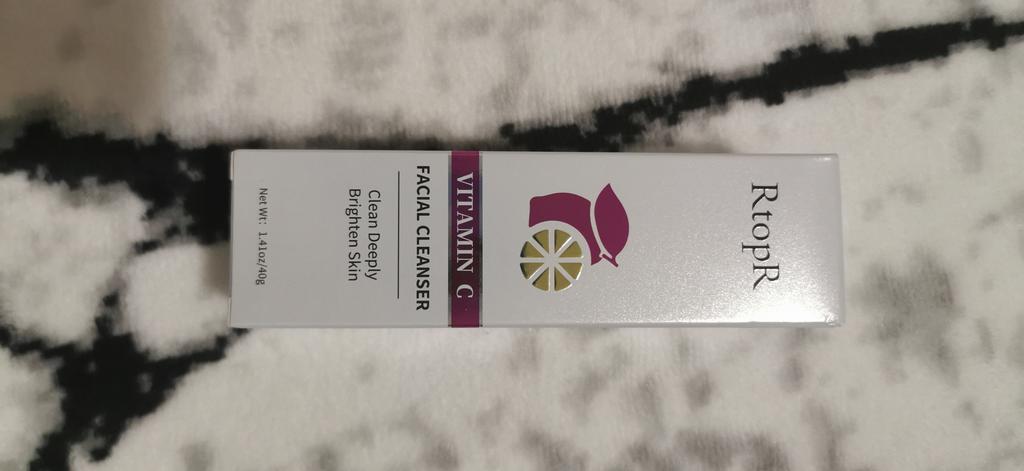 RtopR
VITAMIN C
FACIAL CLEANSER
Clean Deeply
Brighten Skin
Net Wt: 1.41oz/40g